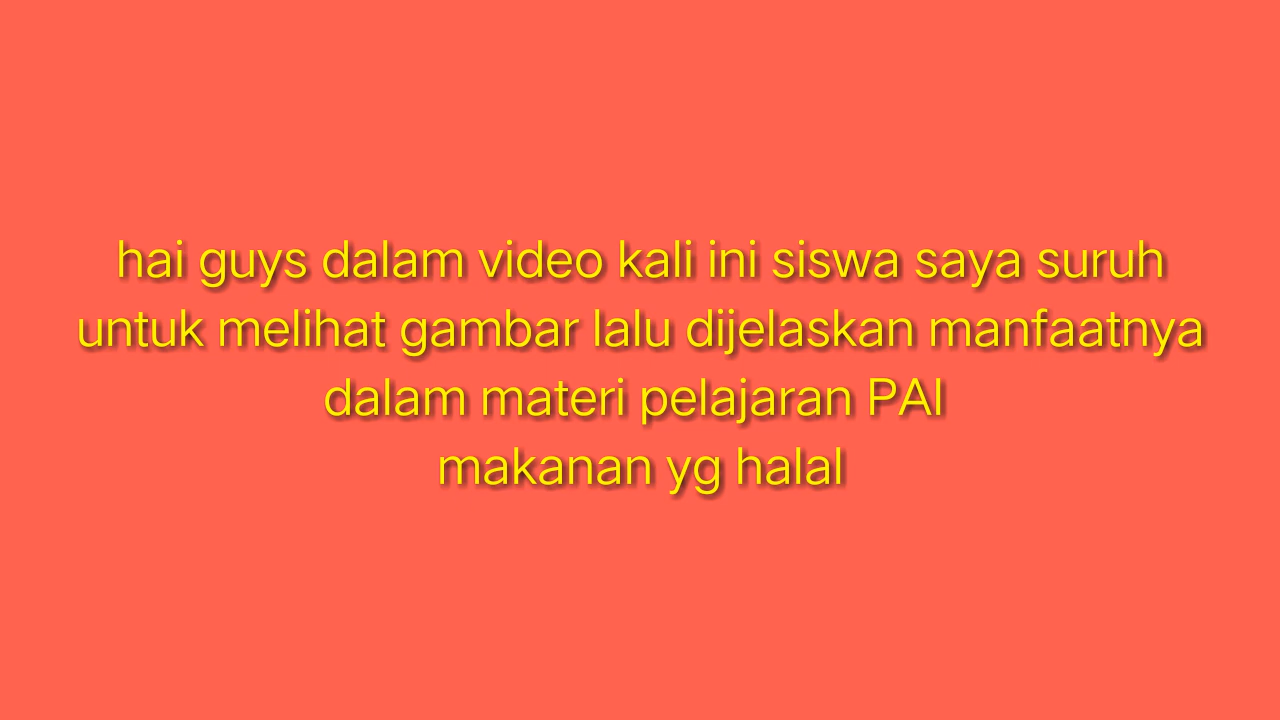 hai guys dalam video kali ini siswa saya suruh
untuk melihat gambar lalu dijelaskan manfaatnya
dalam materi pelajaran PAI
makanan yg halal